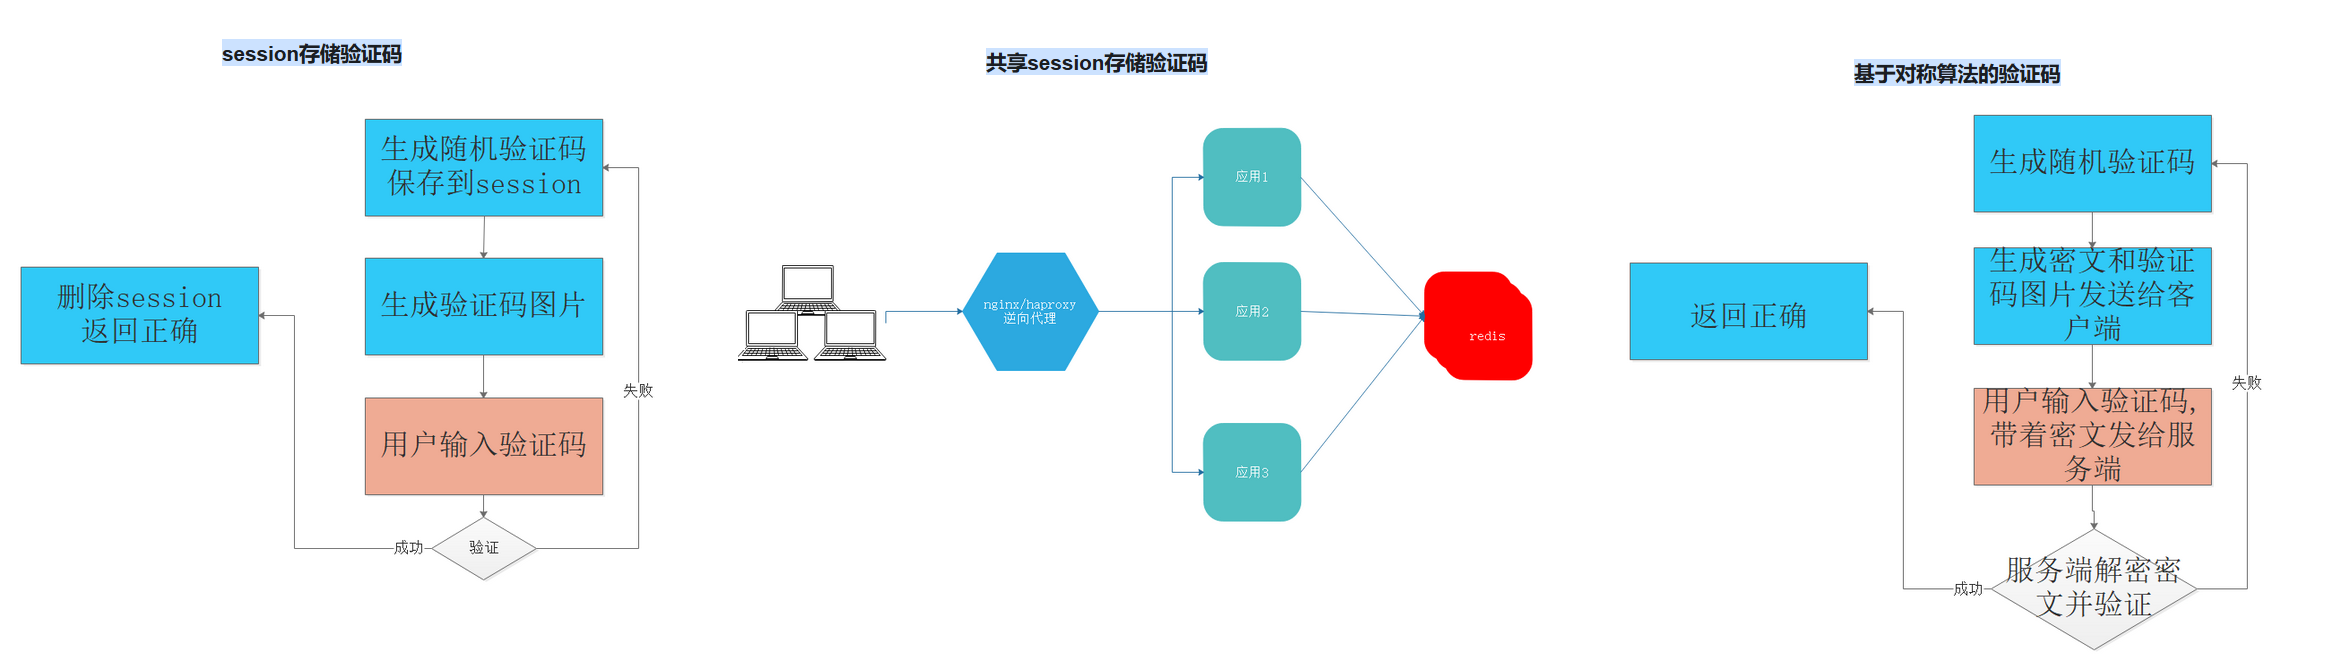 session存储验证码
生成随机验证码
保存到session
生成验证码图片
删除session
返回正确
用户输入验证码
失败
成功
验证
共享session存储验证码
nginx/haproxy
逆向代理
应用1
应用2
应用3
redis
基于对称算法的验证码
生成随机验证码
生成密文和验证
码图片发送给客
户端
返回正确
用户输入验证码,
带着密文发给服
务端
失败
成功
服务端解密密
文并验证